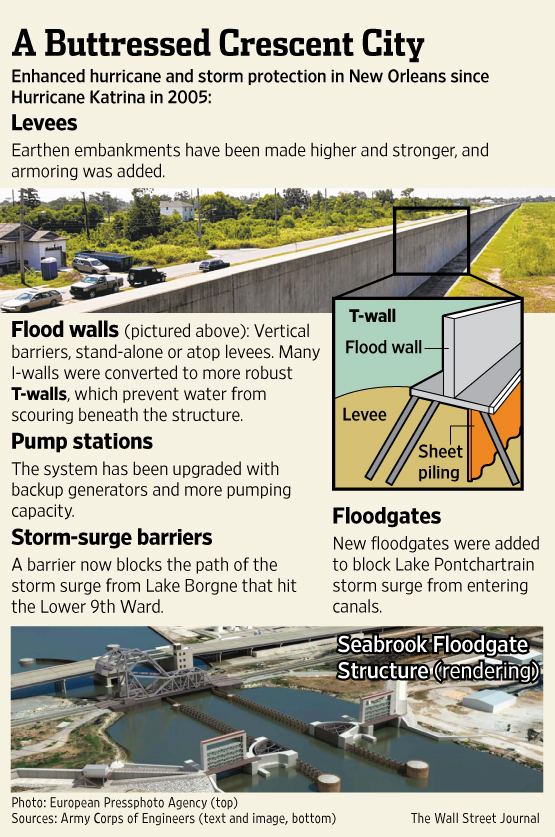 A Buttressed Crescent City
Enhanced hurricane and storm protection in New Orleans since
Hurricane Katrina in 2005:
Levees
Earthen embankments have been made higher and stronger, and
armoring was added.
Flood walls (pictured above): Vertical
barriers, stand-alone or atop levees. Many
I-walls were converted to more robust
T-walls, which prevent water from
scouring beneath the structure.
T-wall
Flood wall
Levee
Sheet
piling
Pump stations
The system has been upgraded with
backup generators and more pumping
capacity.
Storm-surge barriers
A barrier now blocks the path of the
storm surge from Lake Borgne that hit
the Lower 9th Ward.
Floodgates
New floodgates were added
to block Lake Pontchartrain
storm surge from entering
canals.
Seabrook Floodgate
Structure (rendering)
Photo: European Pressphoto Agency (top)
Sources: Army Corps of Engineers (text and image, bottom)
The Wall Street Journal